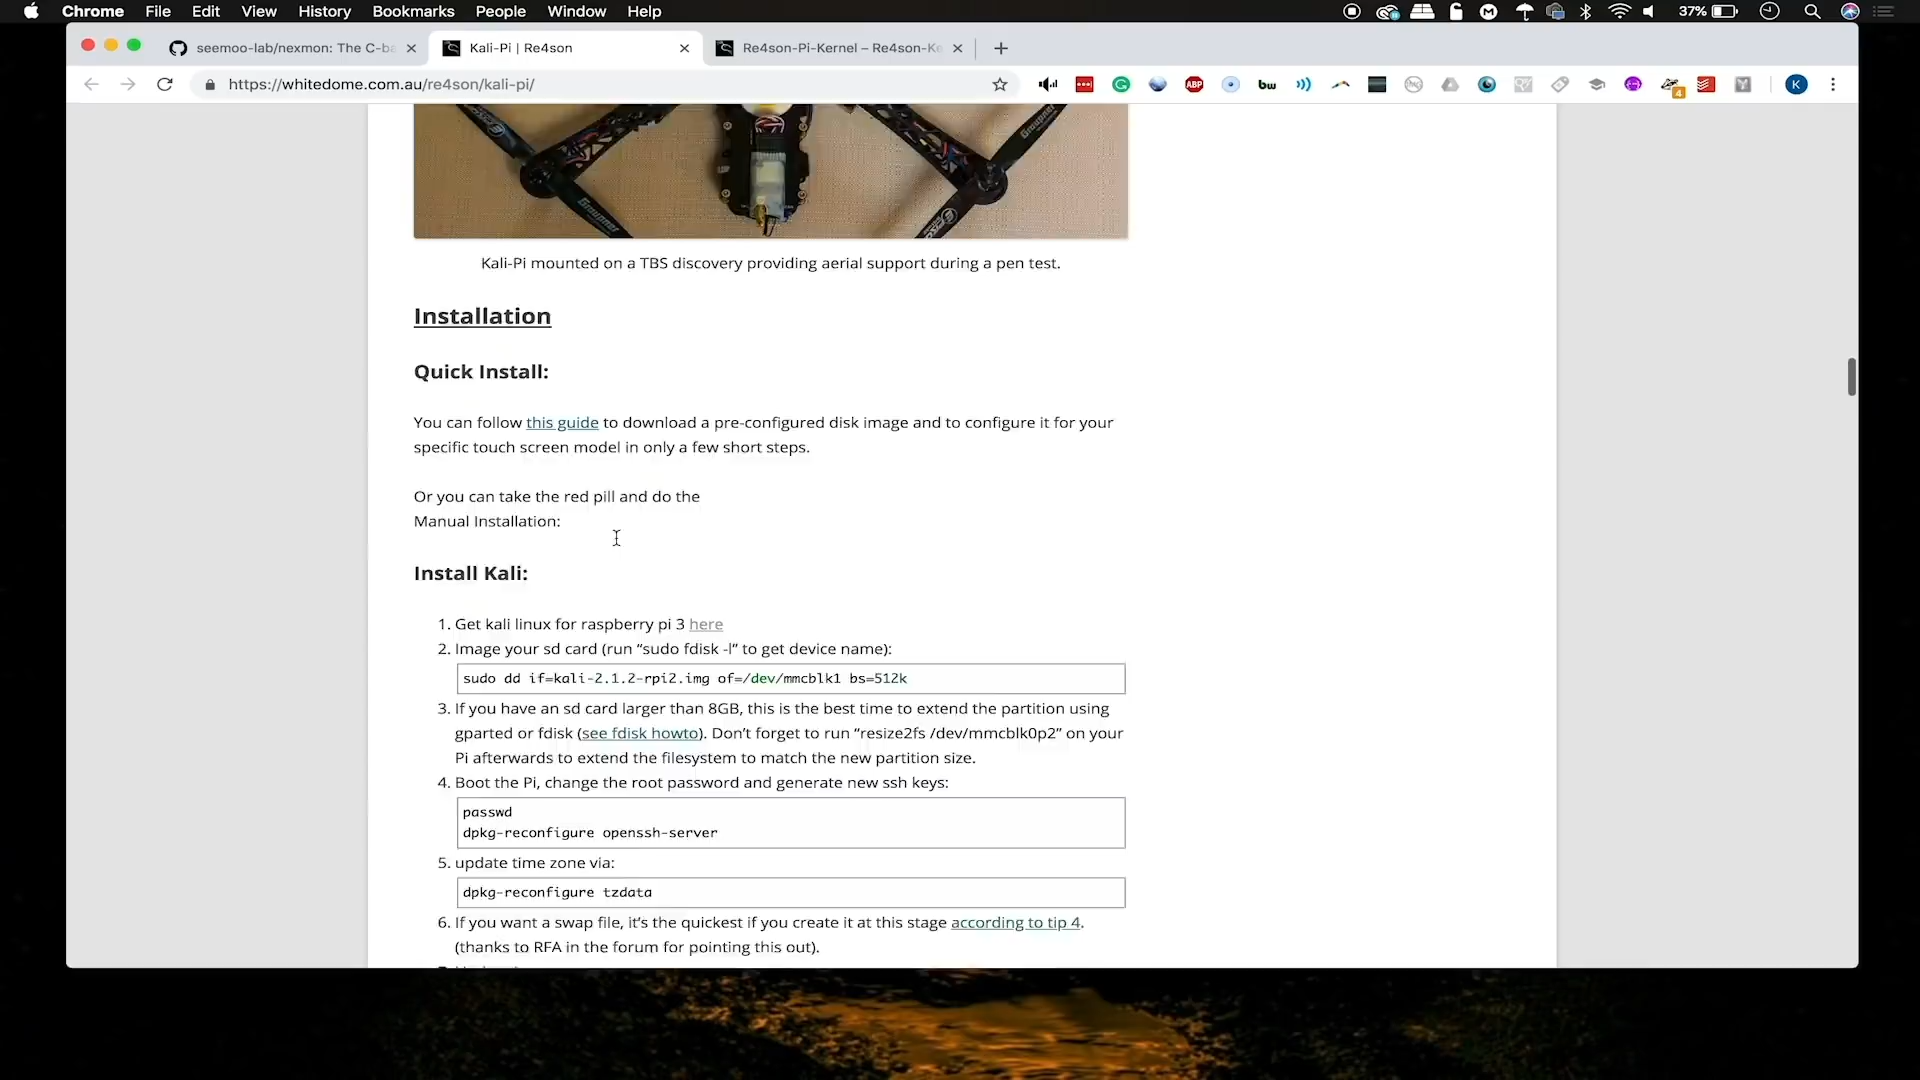 Chrome File Edit View History Bookmarks People Window Help 37%
seemoo-lab/nexmon: The C-ba
Kali-Pi | Re4son
Re4son-Pi-Kernel – Re4son-Ke
https://whitedome.com.au/re4son/kali-pi/
ABP bw 4 K
Graupner
Kali-Pi mounted on a TBS discovery providing aerial support during a pen test.
Installation
Quick Install:
You can follow this guide to download a pre-configured disk image and to configure it for your
specific touch screen model in only a few short steps.
Or you can take the red pill and do the
Manual Installation:
Install Kali:
1. Get kali linux for raspberry pi 3 here
2. Image your sd card (run “sudo fdisk -l” to get device name):
sudo dd if=kali-2.1.2-rpi2.img of=/dev/mmcblk1 bs=512k
3. If you have an sd card larger than 8GB, this is the best time to extend the partition using
gparted or fdisk (see fdisk howto). Don’t forget to run “resize2fs /dev/mmcblk0p2” on your
Pi afterwards to extend the filesystem to match the new partition size.
4. Boot the Pi, change the root password and generate new ssh keys:
passwd
dpkg-reconfigure openssh-server
5. update time zone via:
dpkg-reconfigure tzdata
6. If you want a swap file, it’s the quickest if you create it at this stage according to tip 4.
(thanks to RFA in the forum for pointing this out).